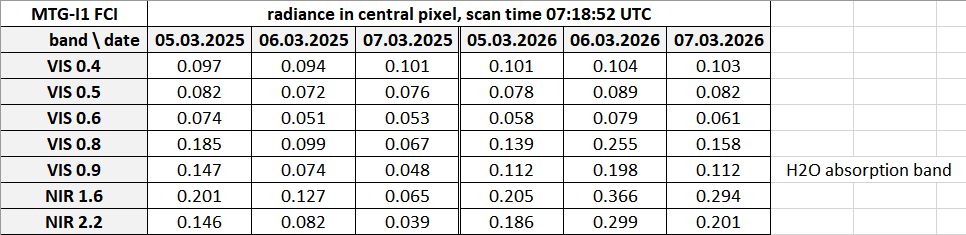 MTG-I1 FCI radiance in central pixel, scan time 07:18:52 UTC
band \ date 05.03.2025 06.03.2025 07.03.2025 05.03.2026 06.03.2026 07.03.2026
VIS 0.4 0.097 0.094 0.101 0.101 0.104 0.103
VIS 0.5 0.082 0.072 0.076 0.078 0.089 0.082
VIS 0.6 0.074 0.051 0.053 0.058 0.079 0.061
VIS 0.8 0.185 0.099 0.067 0.139 0.255 0.158
VIS 0.9 0.147 0.074 0.048 0.112 0.198 0.112 H2O absorption band
NIR 1.6 0.201 0.127 0.065 0.205 0.366 0.294
NIR 2.2 0.146 0.082 0.039 0.186 0.299 0.201